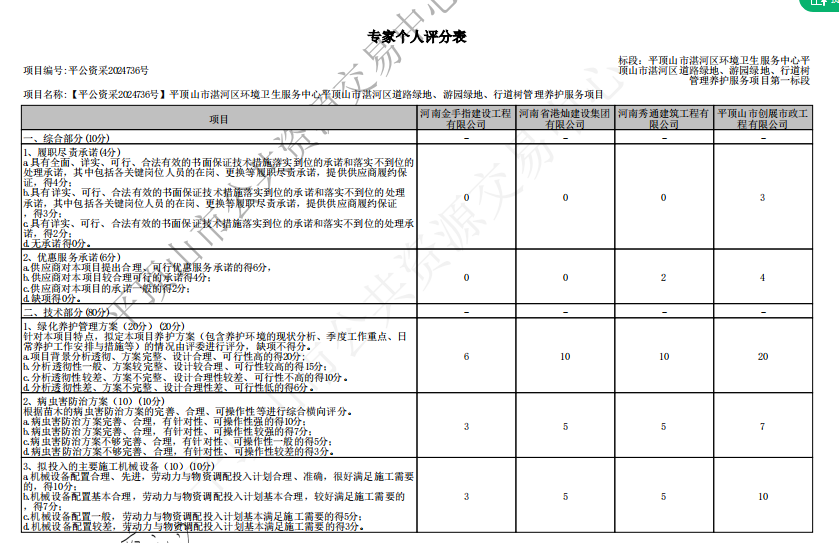 专家个人评分表
项目编号:平公资采2024736号
标段：平顶山市湛河区环境卫生服务中心平
顶山市湛河区道路绿地、游园绿地、行道树
管理养护服务项目第一标段
项目名称:【平公资采2024736号】平顶山市湛河区环境卫生服务中心平顶山市湛河区道路绿地、游园绿地、行道树管理养护服务项目
项目
河南金手指建设工程
有限公司
河南省港灿建设集团
有限公司
河南秀通建筑工程有
限公司
平顶山市创展市政工
程有限公司
一、综合部分(10分)
- - - -
1、履职尽责承诺(4分)
a.具有全面、详实、可行、合法有效的书面保证技术措施落实到位的承诺和落实不到位的
处理承诺，其中包括各关键岗位人员的在岗、更换等履职尽责承诺，提供供应商履约保
证，得4分；
b.具有详实、可行、合法有效的书面保证技术措施落实到位的承诺和落实不到位的处理
承诺，其中包括各关键岗位人员的在岗、更换等履职尽责承诺，提供供应商履约保证
，得3分；
c.具有详实、可行、合法有效的书面保证技术措施落实到位的承诺和落实不到位的处理承
诺，得2分；
d.无承诺得0分。
0 0 0 3
2、优惠服务承诺(6分)
a.供应商对本项目提出合理、可行优惠服务承诺的得6分，
b.供应商对本项目较合理可行的承诺得4分；
c.供应商对本项目的承诺一般的得2分；
d.缺项得0分。
0 0 2 4
二、技术部分(80分)
- - - -
1、绿化养护管理方案（20分）(20分)
针对本项目特点，拟定本项目养护方案（包含养护环境的现状分析、季度工作重点、日
常养护工作安排与措施等）的情况由评委进行评分，缺项不得分。
a.项目背景分析透彻、方案完整、设计合理、可行性高的得20分；
b.分析透彻性一般、方案较完整、设计较合理、可行性较高的得15分；
c.分析透彻性较差、方案不完整、设计合理性较差、可行性不高的得10分。
d.分析透彻性差、方案不完整、设计合理性差、可行性低的得6分。
6 10 10 20
2、病虫害防治方案（10）(10分)
根据苗木的病虫害防治方案的完善、合理、可操作性等进行综合横向评分。
a.病虫害防治方案完善、合理，有针对性、可操作性强的得10分；
b.病虫害防治方案完善、合理，有针对性、可操作性较强的得7分；
c.病虫害防治方案不够完善、合理，有针对性、可操作性一般的得5分；
d.病虫害防治方案不够完善、合理，有针对性、可操作性较差的得3分。
3 5 5 7
3、拟投入的主要施工机械设备（10）(10分)
a.机械设备配置合理、先进，劳动力与物资调配投入计划合理、准确，很好满足施工需要
的，得10分；
b.机械设备配置基本合理，劳动力与物资调配投入计划基本合理，较好满足施工需要的
，得7分；
c.机械设备配置一般，劳动力与物资调配投入计划基本满足施工需要的得5分；
d.机械设备配置较差，劳动力与物资调配投入计划基本满足施工需要的得3分。
3 5 5 10
平顶山市公共资源交易中心